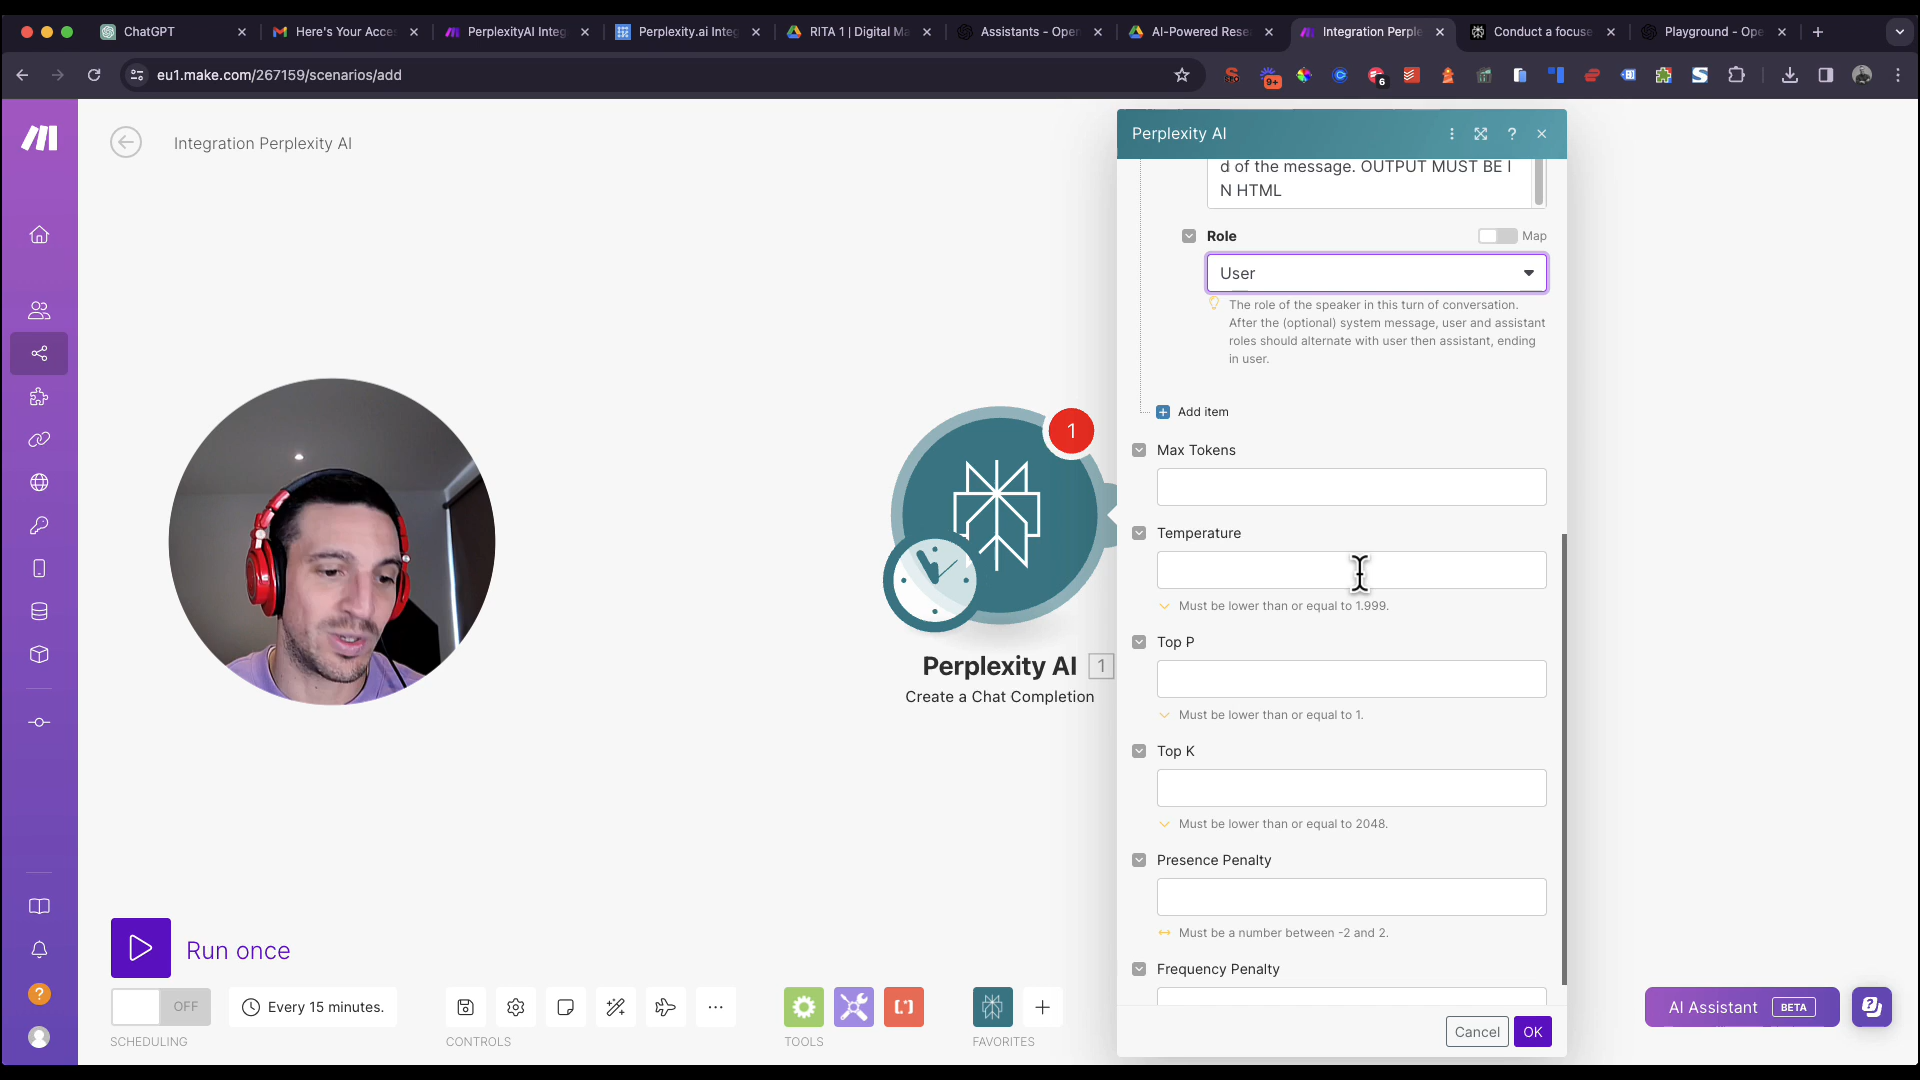 ChatGPT
Here's Your Acce
PerplexityAI Integ
Perplexity.ai Integ
RITA 1 | Digital Ma
Assistants - Open
AI-Powered Rese
Integration Perple
Conduct a focuse
Playground - Ope
eu1.make.com/267159/scenarios/add
9+
6
Integration Perplexity AI
Perplexity AI
d of the message. OUTPUT MUST BE I
N HTML
Role
Map
User
The role of the speaker in this turn of conversation.
After the (optional) system message, user and assistant
roles should alternate with user then assistant, ending
in user.
Add item
Max Tokens
Temperature
Must be lower than or equal to 1.999.
Top P
Must be lower than or equal to 1.
Top K
Must be lower than or equal to 2048.
Presence Penalty
Must be a number between -2 and 2.
Frequency Penalty
Cancel
OK
1
Perplexity AI
1
Create a Chat Completion
Run once
OFF
Every 15 minutes.
SCHEDULING
CONTROLS
TOOLS
FAVORITES
AI Assistant
BETA